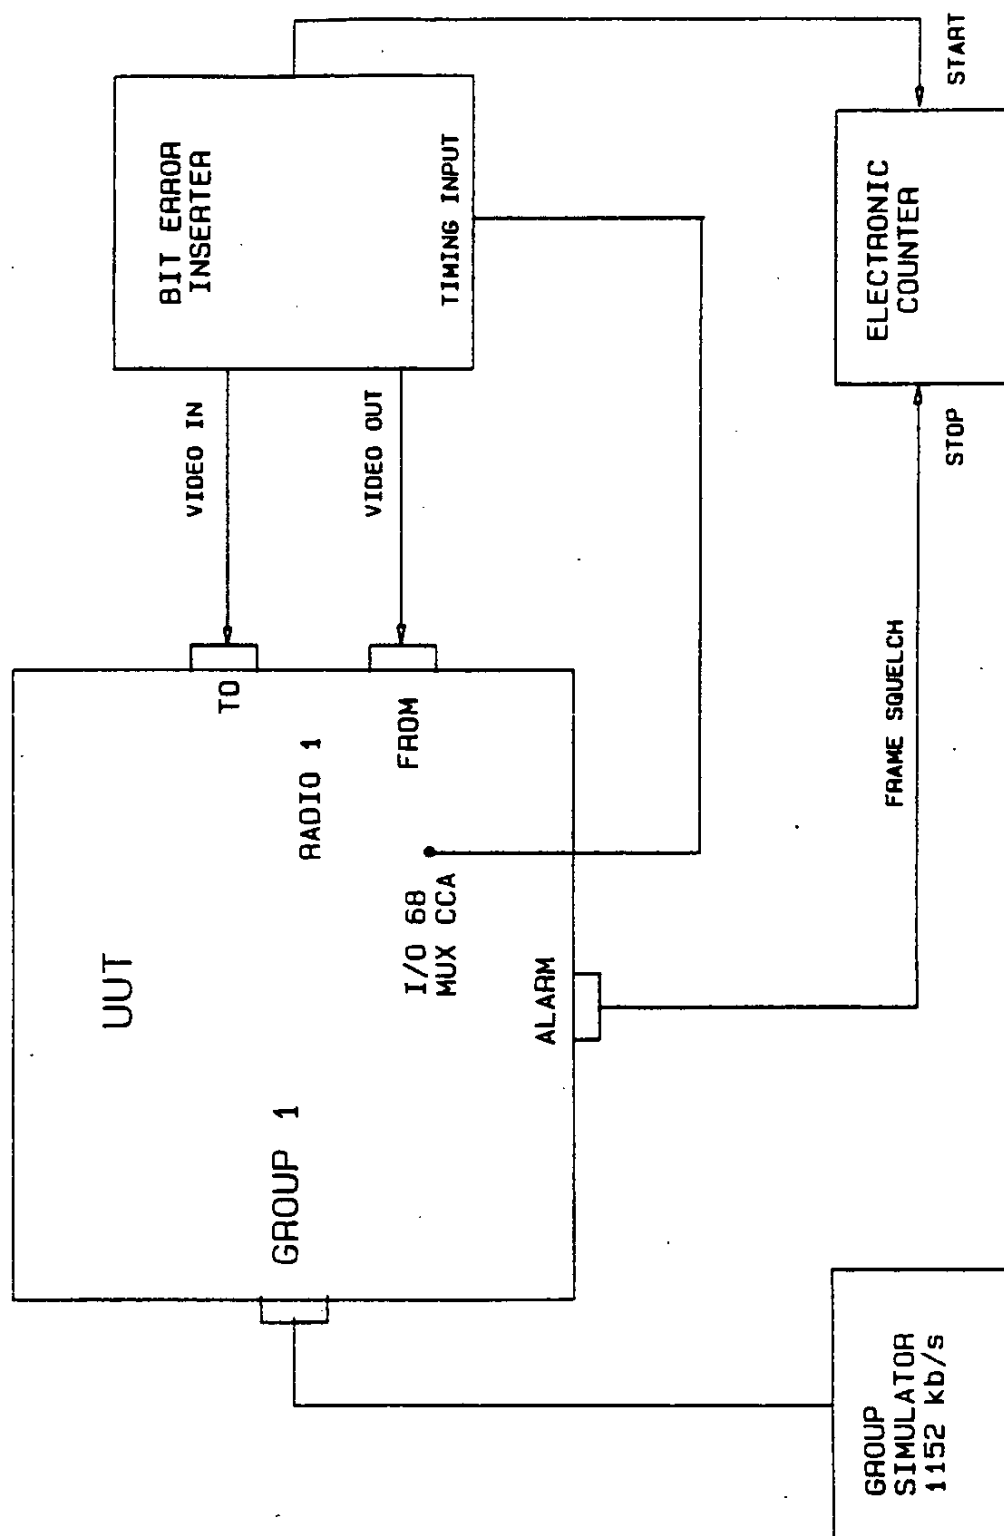 UUT
GROUP 1
RADIO 1
TO
FROM
I/O 68
MUX CCA
ALARM
VIDEO IN
VIDEO OUT
BIT ERROR
INSERTER
TIMING INPUT
FRAME SQUELCH
STOP
START
ELECTRONIC
COUNTER
GROUP
SIMULATOR
1152 kb/s